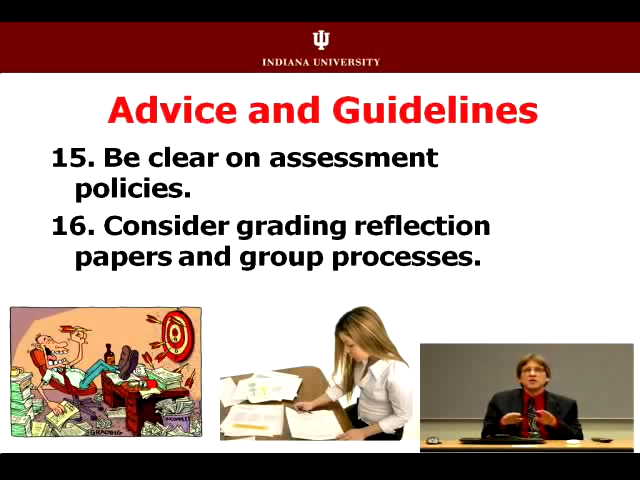 INDIANA UNIVERSITY
Advice and Guidelines
15. Be clear on assessment
policies.
16. Consider grading reflection
papers and group processes.
GRADING